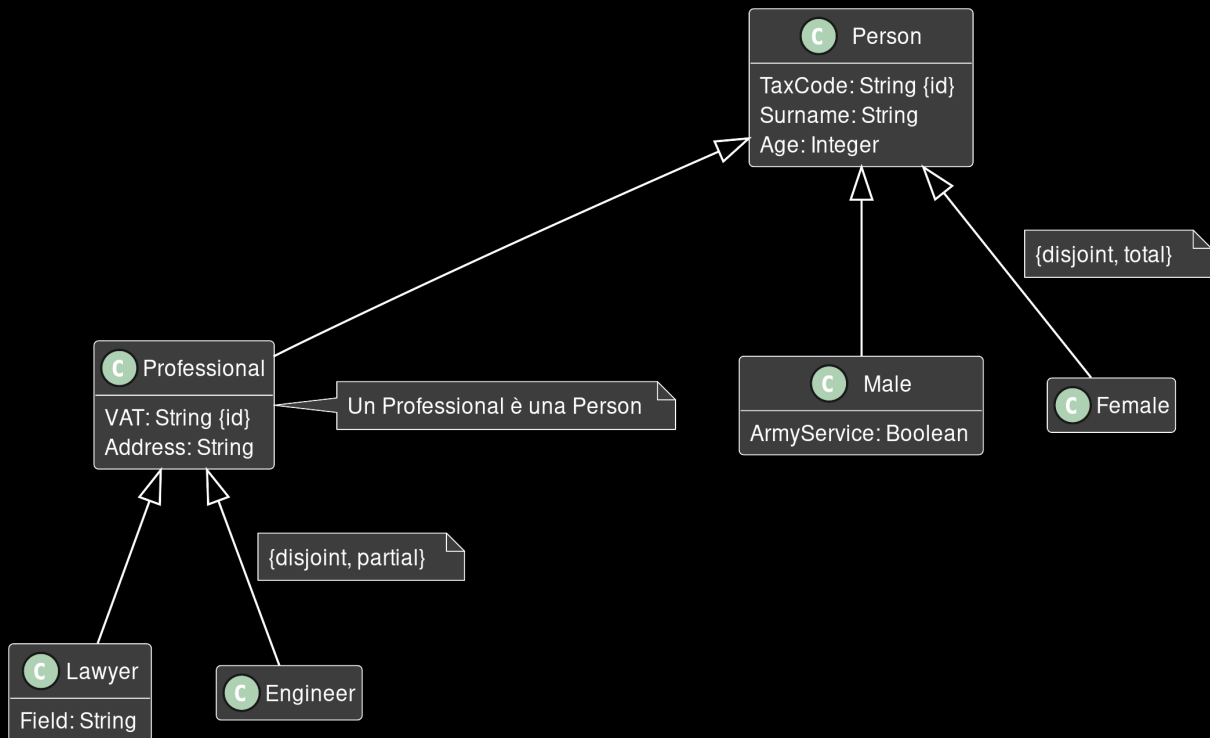 C Person
TaxCode: String {id}
Surname: String
Age: Integer
{disjoint, total}
C Professional
VAT: String {id}
Address: String
Un Professional è una Person
C Male
ArmyService: Boolean
C Female
{disjoint, partial}
C Lawyer
Field: String
C Engineer